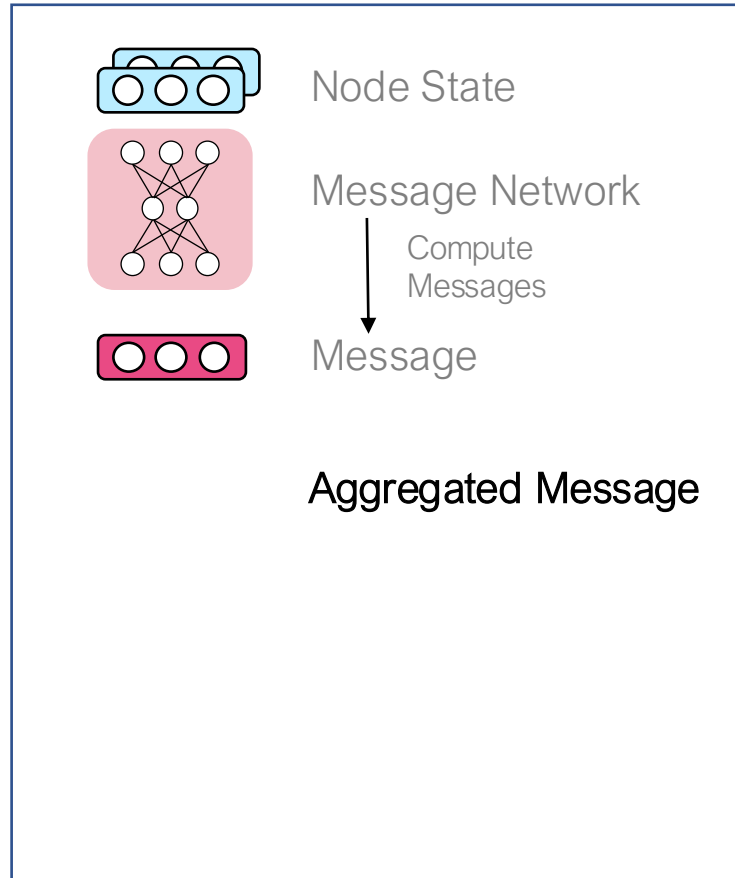 Node State
Message Network
Compute
Messages
Message
Aggregated Message